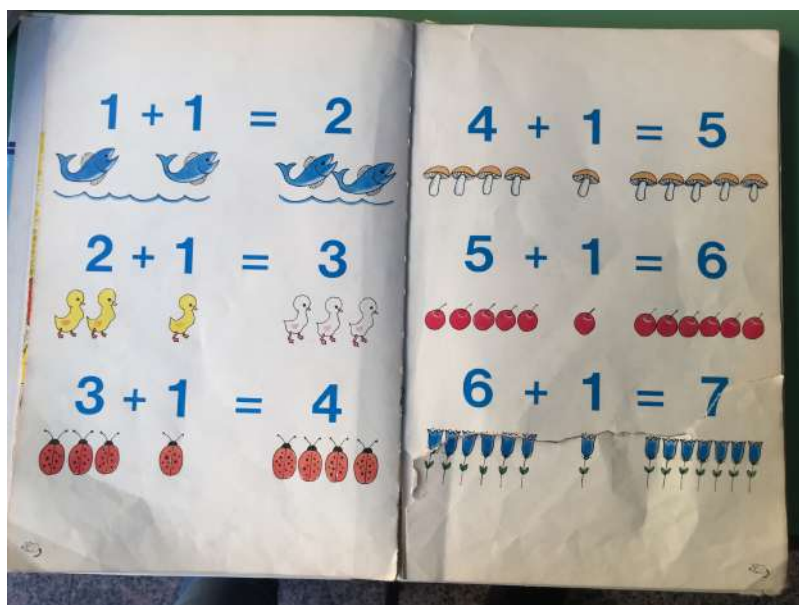 1 + 1 = 2
2 + 1 = 3
3 + 1 = 4
4 + 1 = 5
5 + 1 = 6
6 + 1 = 7